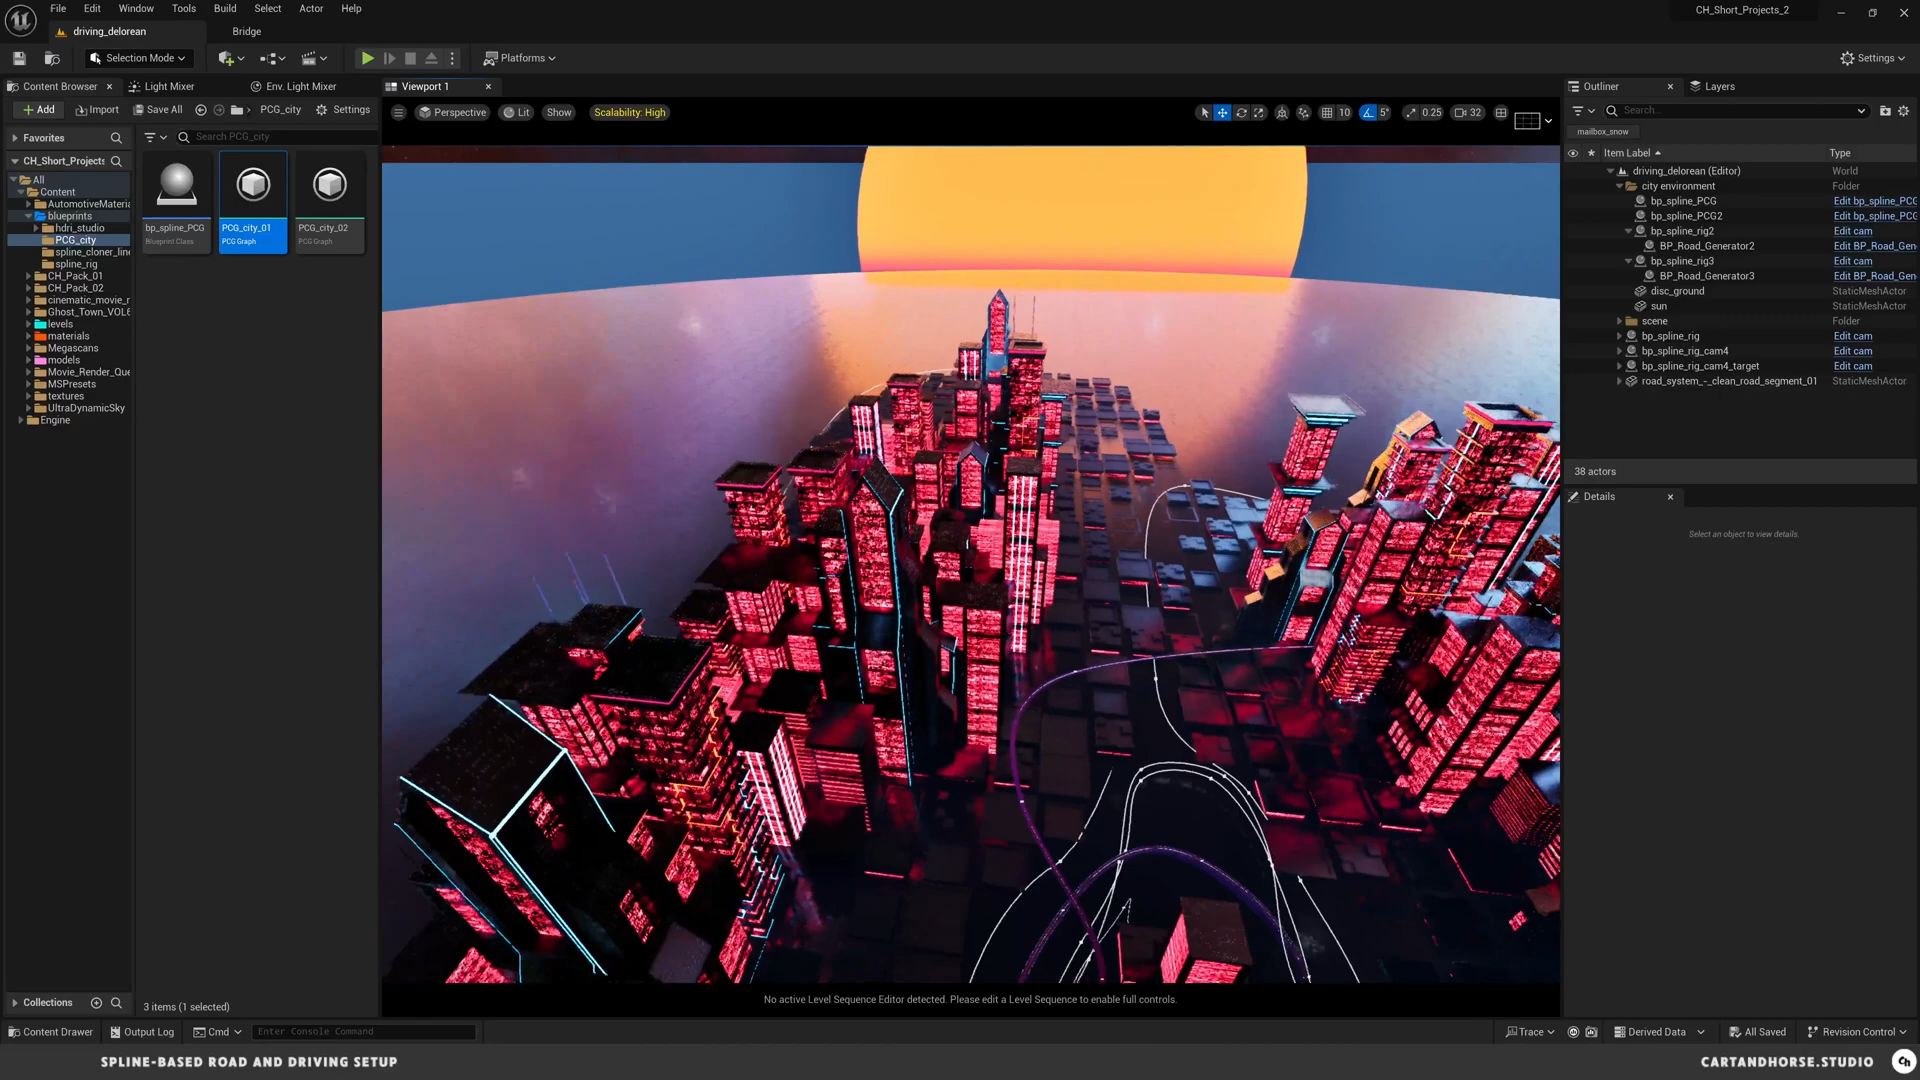 File Edit Window Tools Build Select Actor Help
CH_Short_Projects_2
driving_delorean
Bridge
Selection Mode
Platforms
Settings
Content Browser
Light Mixer
Env. Light Mixer
Viewport 1
Outliner
Layers
Add
Import
Save All
PCG_city
Settings
Perspective
Lit
Show
Scalability: High
10
5°
0.25
32
Search...
Favorites
Search PCG_city
mailbox_snow
CH_Short_Projects
Item Label
Type
All
Content
AutomotiveMateria
blueprints
hdri_studio
PCG_city
spline_cloner_line
spline_rig
CH_Pack_01
CH_Pack_02
cinematic_movie_r
Ghost_Town_VOL6
levels
materials
Megascans
models
Movie_Render_Que
MSPresets
textures
UltraDynamicSky
Engine
bp_spline_PCG
Blueprint Class
PCG_city_01
PCG Graph
PCG_city_02
PCG Graph
driving_delorean (Editor) World
city environment Folder
bp_spline_PCG Edit bp_spline_PCG
bp_spline_PCG2 Edit bp_spline_PCG
bp_spline_rig2 Edit cam
BP_Road_Generator2 Edit BP_Road_Gen
bp_spline_rig3 Edit cam
BP_Road_Generator3 Edit BP_Road_Gen
disc_ground StaticMeshActor
sun StaticMeshActor
scene Folder
bp_spline_rig Edit cam
bp_spline_rig_cam4 Edit cam
bp_spline_rig_cam4_target Edit cam
road_system_-_clean_road_segment_01 StaticMeshActor
38 actors
Details
Select an object to view details.
Collections
3 items (1 selected)
No active Level Sequence Editor detected. Please edit a Level Sequence to enable full controls.
Content Drawer
Output Log
Cmd
Enter Console Command
Trace
Derived Data
All Saved
Revision Control
SPLINE-BASED ROAD AND DRIVING SETUP
CARTANDHORSE.STUDIO
Ch